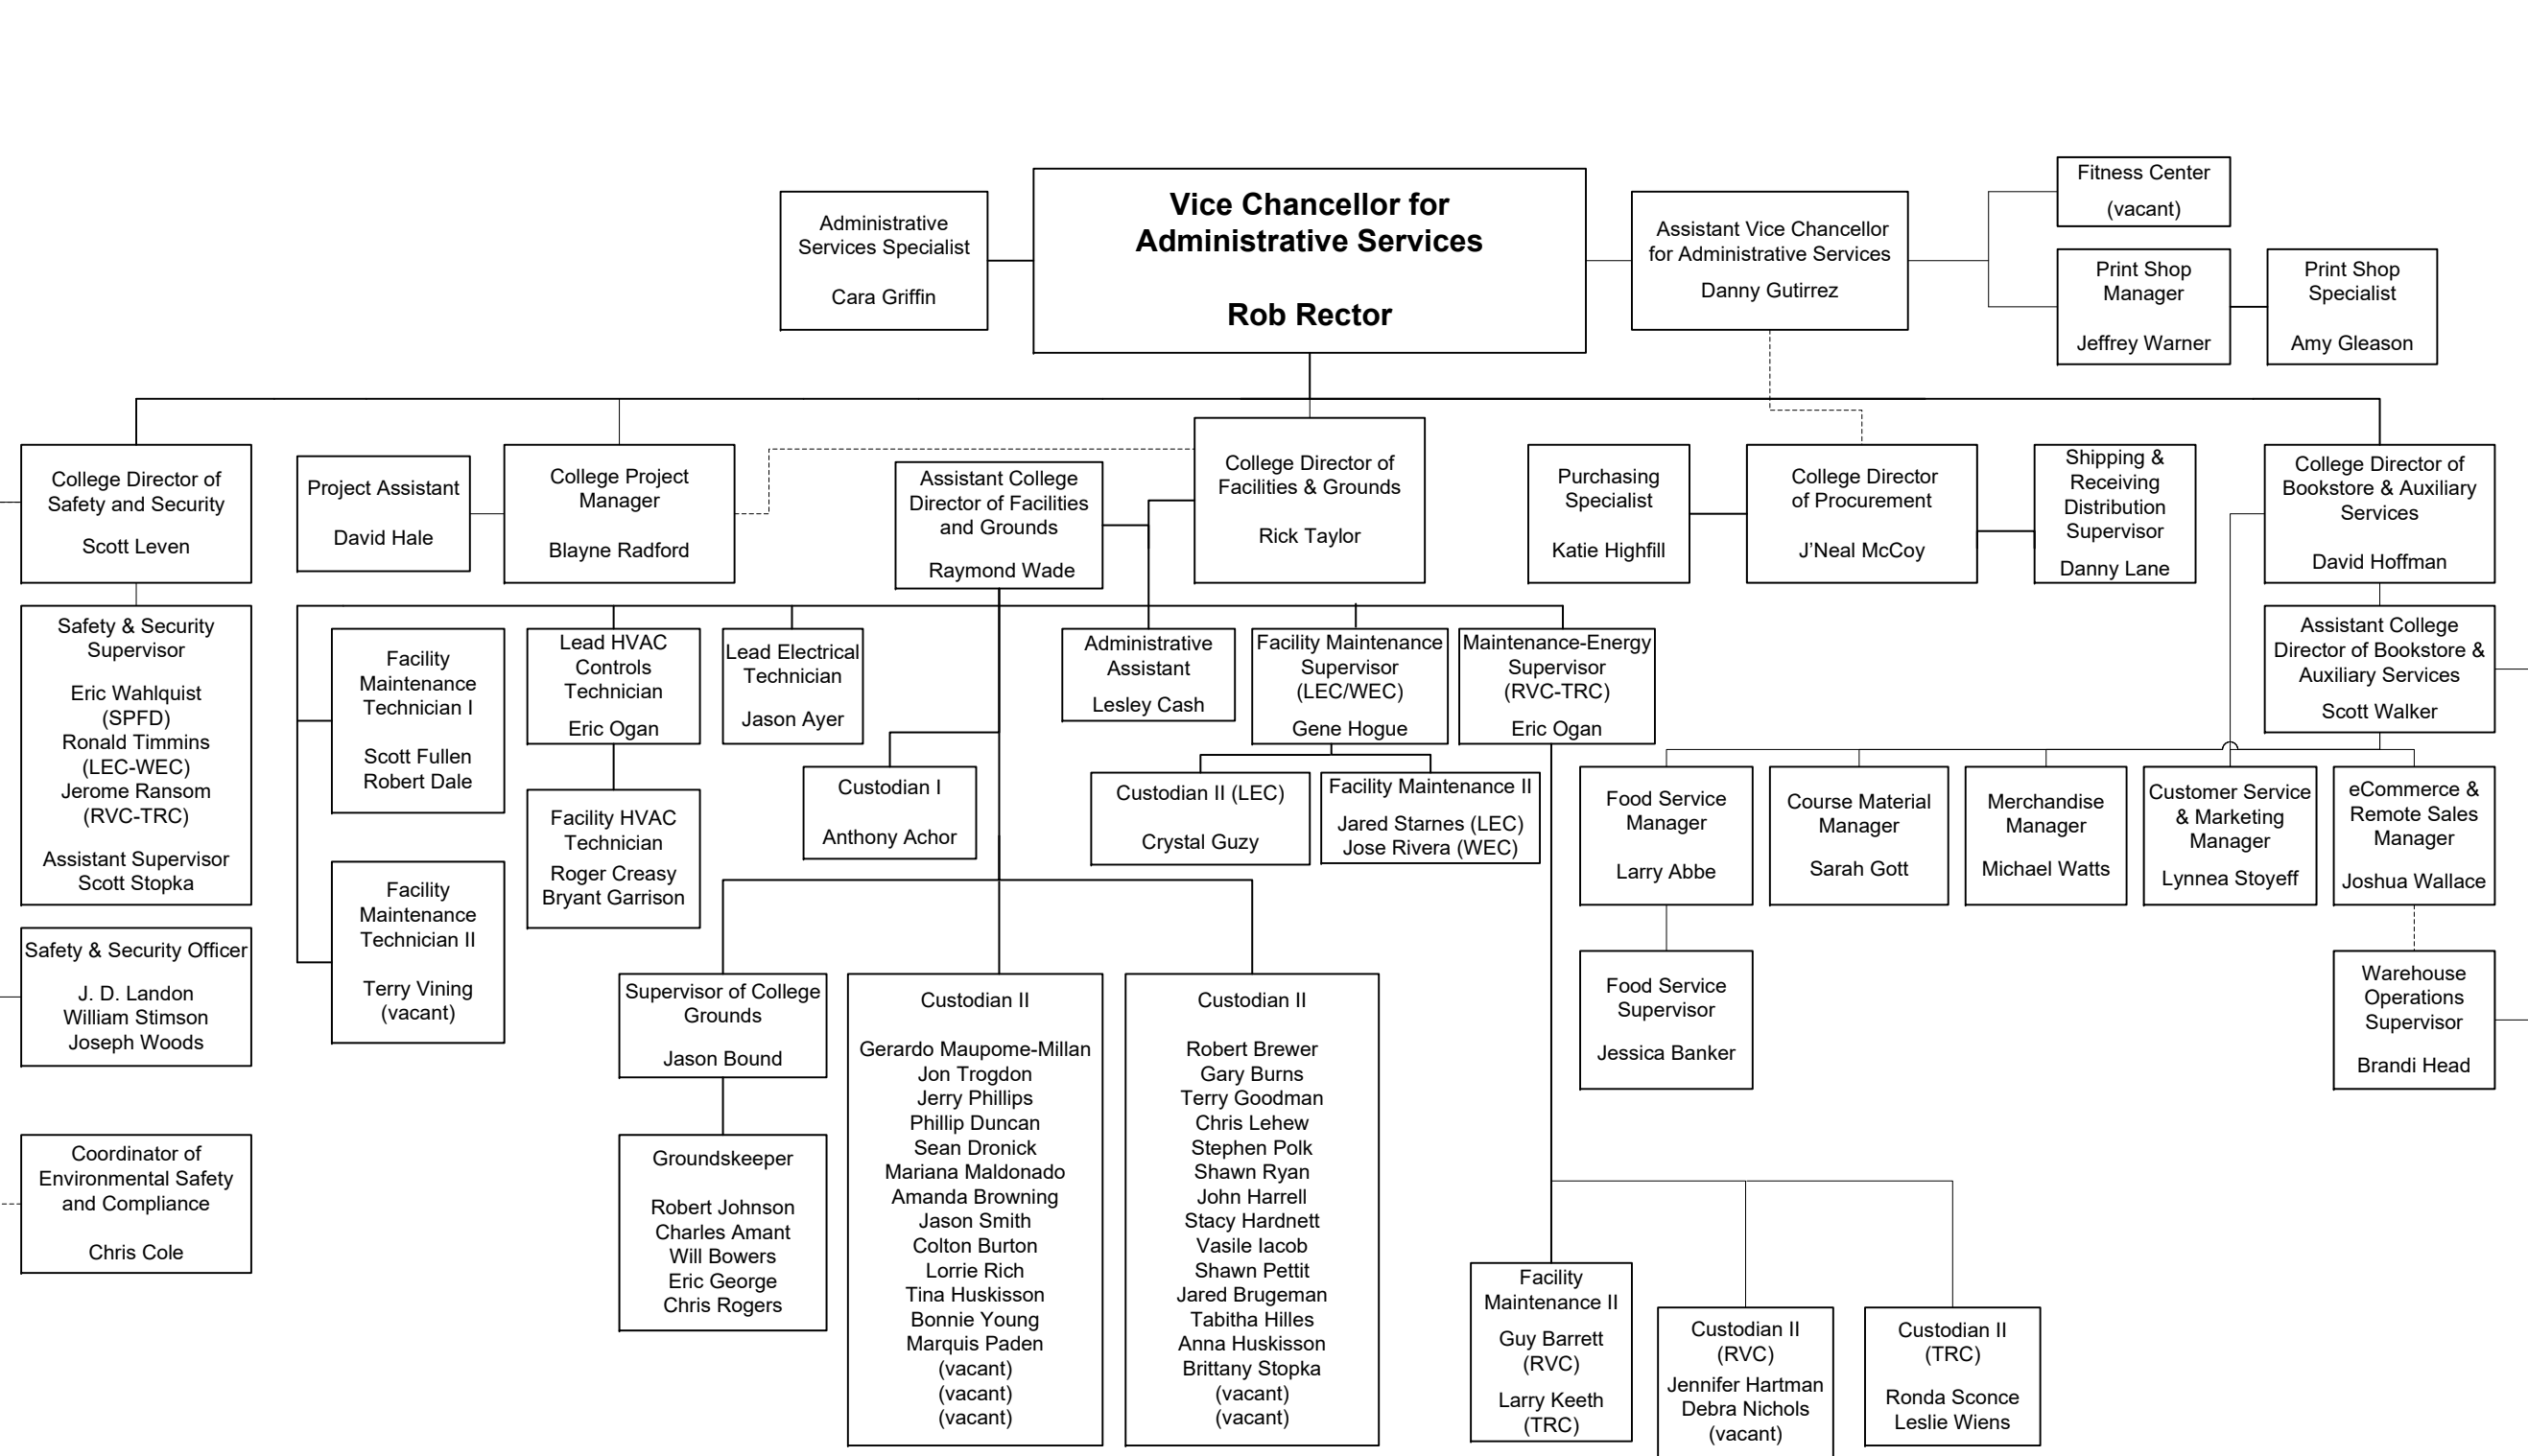 Vice Chancellor for
Administrative Services
Rob Rector
Administrative
Services Specialist
Cara Griffin
Assistant Vice Chancellor
for Administrative Services
Danny Gutirrez
Fitness Center
(vacant)
Print Shop
Manager
Jeffrey Warner
Print Shop
Specialist
Amy Gleason
College Director of
Safety and Security
Scott Leven
Project Assistant
David Hale
College Project
Manager
Blayne Radford
Assistant College
Director of Facilities
and Grounds
Raymond Wade
College Director of
Facilities & Grounds
Rick Taylor
Purchasing
Specialist
Katie Highfill
College Director
of Procurement
J’Neal McCoy
Shipping &
Receiving
Distribution
Supervisor
Danny Lane
College Director of
Bookstore & Auxiliary
Services
David Hoffman
Safety & Security
Supervisor
Eric Wahlquist
(SPFD)
Ronald Timmins
(LEC-WEC)
Jerome Ransom
(RVC-TRC)
Assistant Supervisor
Scott Stopka
Facility
Maintenance
Technician I
Scott Fullen
Robert Dale
Lead HVAC
Controls
Technician
Eric Ogan
Lead Electrical
Technician
Jason Ayer
Administrative
Assistant
Lesley Cash
Facility Maintenance
Supervisor
(LEC/WEC)
Gene Hogue
Maintenance-Energy
Supervisor
(RVC-TRC)
Eric Ogan
Assistant College
Director of Bookstore &
Auxiliary Services
Scott Walker
Facility HVAC
Technician
Roger Creasy
Bryant Garrison
Custodian I
Anthony Achor
Custodian II (LEC)
Crystal Guzy
Facility Maintenance II
Jared Starnes (LEC)
Jose Rivera (WEC)
Food Service
Manager
Larry Abbe
Course Material
Manager
Sarah Gott
Merchandise
Manager
Michael Watts
Customer Service
& Marketing
Manager
Lynnea Stoyeff
eCommerce &
Remote Sales
Manager
Joshua Wallace
Facility
Maintenance
Technician II
Terry Vining
(vacant)
Safety & Security Officer
J. D. Landon
William Stimson
Joseph Woods
Supervisor of College
Grounds
Jason Bound
Custodian II
Gerardo Maupome-Millan
Jon Trogdon
Jerry Phillips
Phillip Duncan
Sean Dronick
Mariana Maldonado
Amanda Browning
Jason Smith
Colton Burton
Lorrie Rich
Tina Huskisson
Bonnie Young
Marquis Paden
(vacant)
(vacant)
(vacant)
Custodian II
Robert Brewer
Gary Burns
Terry Goodman
Chris Lehew
Stephen Polk
Shawn Ryan
John Harrell
Stacy Hardnett
Vasile Iacob
Shawn Pettit
Jared Brugeman
Tabitha Hilles
Anna Huskisson
Brittany Stopka
(vacant)
(vacant)
Food Service
Supervisor
Jessica Banker
Warehouse
Operations
Supervisor
Brandi Head
Coordinator of
Environmental Safety
and Compliance
Chris Cole
Groundskeeper
Robert Johnson
Charles Amant
Will Bowers
Eric George
Chris Rogers
Facility
Maintenance II
Guy Barrett
(RVC)
Larry Keeth
(TRC)
Custodian II
(RVC)
Jennifer Hartman
Debra Nichols
(vacant)
Custodian II
(TRC)
Ronda Sconce
Leslie Wiens